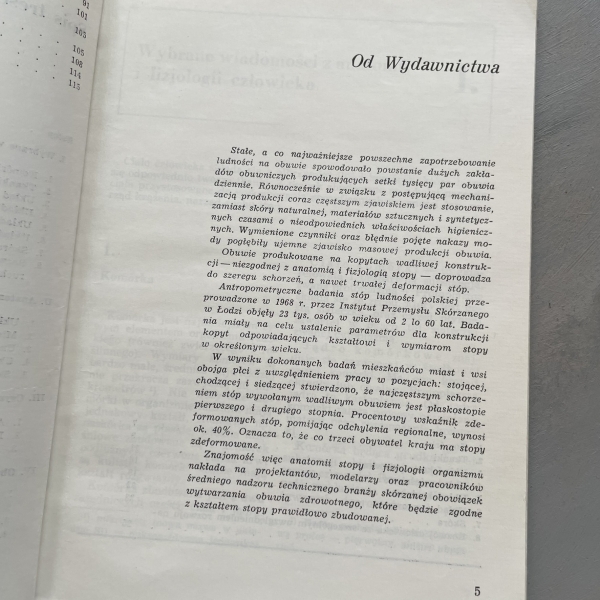 91
101
105
105
108
114
115
Od Wydawnictwa
Stałe, a co najważniejsze powszechne zapotrzebowanie
ludności na obuwie spowodowało powstanie dużych zakła-
dów obuwniczych produkujących setki tysięcy par obuwia
dziennie. Równocześnie w związku z postępującą mechani-
zacją produkcji coraz częstszym zjawiskiem jest stosowanie,
zamiast skóry naturalnej, materiałów sztucznych i syntetycz-
nych czasami o nieodpowiednich właściwościach higienicz-
nych. Wymienione czynniki oraz błędnie pojęte nakazy mo-
dy pogłębiły ujemne zjawisko masowej produkcji obuwia.
Obuwie produkowane na kopytach wadliwej konstruk-
cji — niezgodnej z anatomią i fizjologią stopy — doprowadza
do szeregu schorzeń, a nawet trwałej deformacji stóp.
Antropometryczne badania stóp ludności polskiej prze-
prowadzone w 1968 r. przez Instytut Przemysłu Skórzanego
w Łodzi objęły 23 tys. osób w wieku od 2 lo 60 lat. Bada-
nia miały na celu ustalenie parametrów dla konstrukcji
kopyt odpowiadających kształtowi i wymiarom stopy
w określonym wieku.
W wyniku dokonanych badań mieszkańców miast i wsi
obojga płci z uwzględnieniem pracy w pozycjach: stojącej,
chodzącej i siedzącej stwierdzono, że najczęstszym schorze-
niem stóp wywołanym wadliwym obuwiem jest płaskostopie
pierwszego i drugiego stopnia. Procentowy wskaźnik zde-
formowanych stóp, pomijając odchylenia regionalne, wynosi
ok. 40%. Oznacza to, że co trzeci obywatel kraju ma stopy
zdeformowane.
Znajomość więc anatomii stopy i fizjologii organizmu
nakłada na projektantów, modelarzy oraz pracowników
średniego nadzoru technicznego branży skórzanej obowiązek
wytwarzania obuwia zdrowotnego, które będzie zgodne
z kształtem stopy prawidłowo zbudowanej.
5